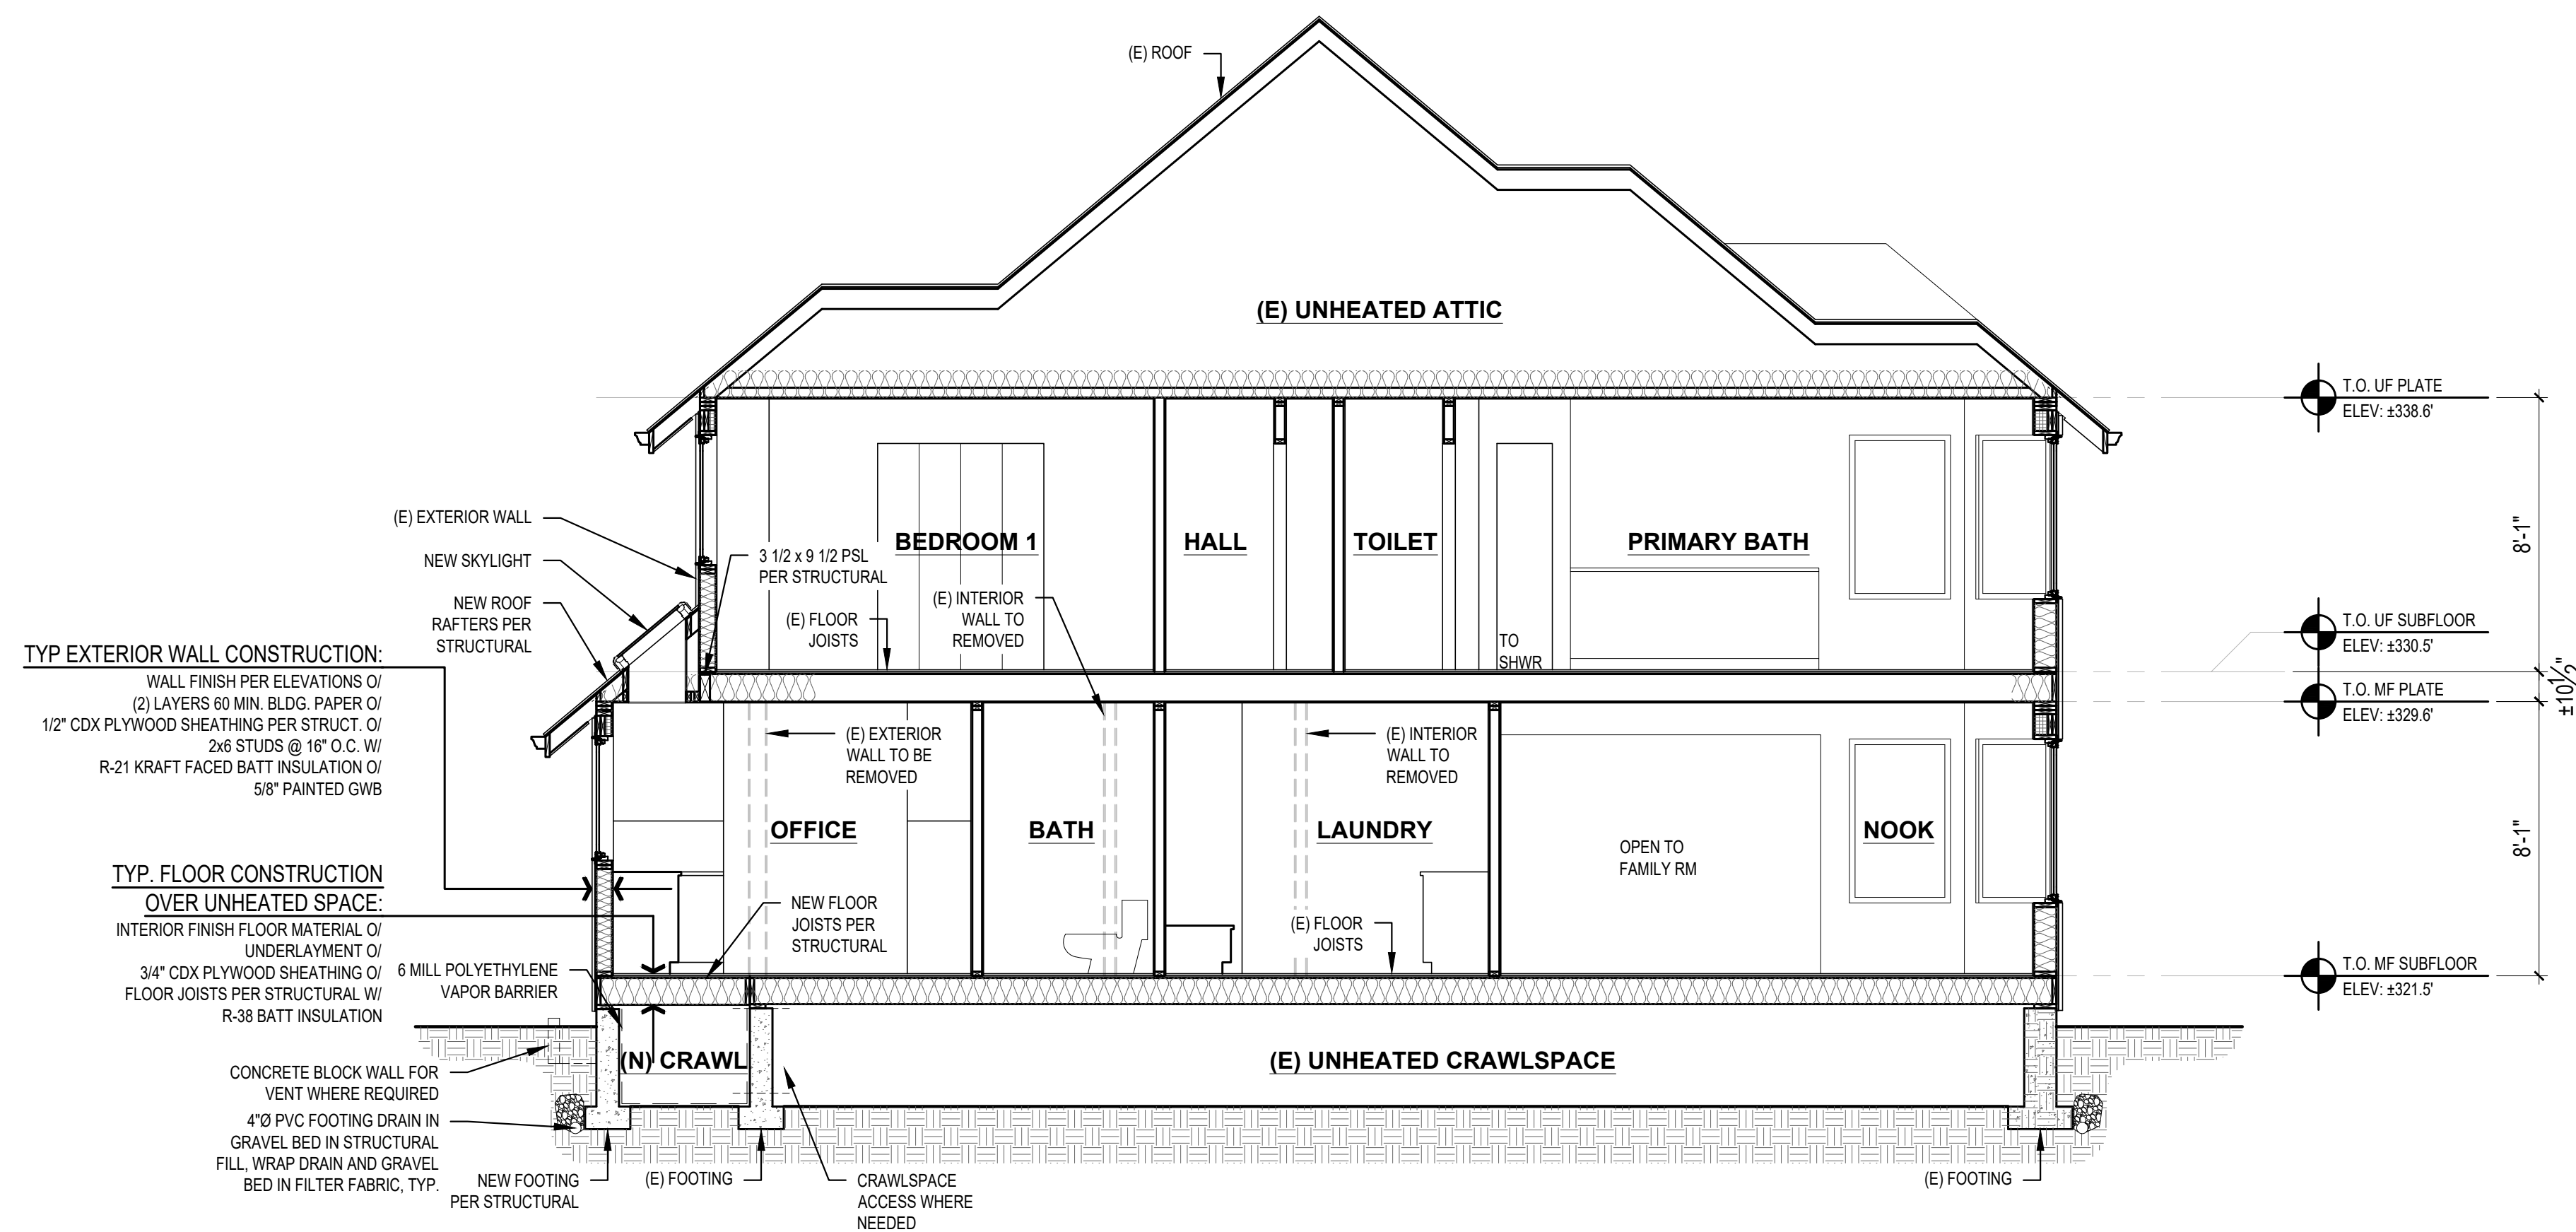 (E) ROOF
(E) UNHEATED ATTIC
T.O. UF PLATE
ELEV: ±338.6'
8'-1"
(E) EXTERIOR WALL
NEW SKYLIGHT
NEW ROOF
RAFTERS PER
STRUCTURAL
3 1/2 x 9 1/2 PSL
PER STRUCTURAL
BEDROOM 1
HALL
TOILET
PRIMARY BATH
(E) FLOOR
JOISTS
(E) INTERIOR
WALL TO
REMOVED
TO
SHWR
T.O. UF SUBFLOOR
ELEV: ±330.5'
±10 1/2"
T.O. MF PLATE
ELEV: ±329.6'
TYP EXTERIOR WALL CONSTRUCTION:
WALL FINISH PER ELEVATIONS O/
(2) LAYERS 60 MIN. BLDG. PAPER O/
1/2" CDX PLYWOOD SHEATHING PER STRUCT. O/
2x6 STUDS @ 16" O.C. W/
R-21 KRAFT FACED BATT INSULATION O/
5/8" PAINTED GWB
(E) EXTERIOR
WALL TO BE
REMOVED
(E) INTERIOR
WALL TO
REMOVED
OFFICE
BATH
LAUNDRY
OPEN TO
FAMILY RM
NOOK
8'-1"
TYP. FLOOR CONSTRUCTION
OVER UNHEATED SPACE:
INTERIOR FINISH FLOOR MATERIAL O/
UNDERLAYMENT O/
3/4" CDX PLYWOOD SHEATHING O/
FLOOR JOISTS PER STRUCTURAL W/
R-38 BATT INSULATION
6 MILL POLYETHYLENE
VAPOR BARRIER
NEW FLOOR
JOISTS PER
STRUCTURAL
(E) FLOOR
JOISTS
T.O. MF SUBFLOOR
ELEV: ±321.5'
(N) CRAWL
(E) UNHEATED CRAWLSPACE
CONCRETE BLOCK WALL FOR
VENT WHERE REQUIRED
4"Ø PVC FOOTING DRAIN IN
GRAVEL BED IN STRUCTURAL
FILL, WRAP DRAIN AND GRAVEL
BED IN FILTER FABRIC, TYP.
NEW FOOTING
PER STRUCTURAL
(E) FOOTING
CRAWLSPACE
ACCESS WHERE
NEEDED
(E) FOOTING